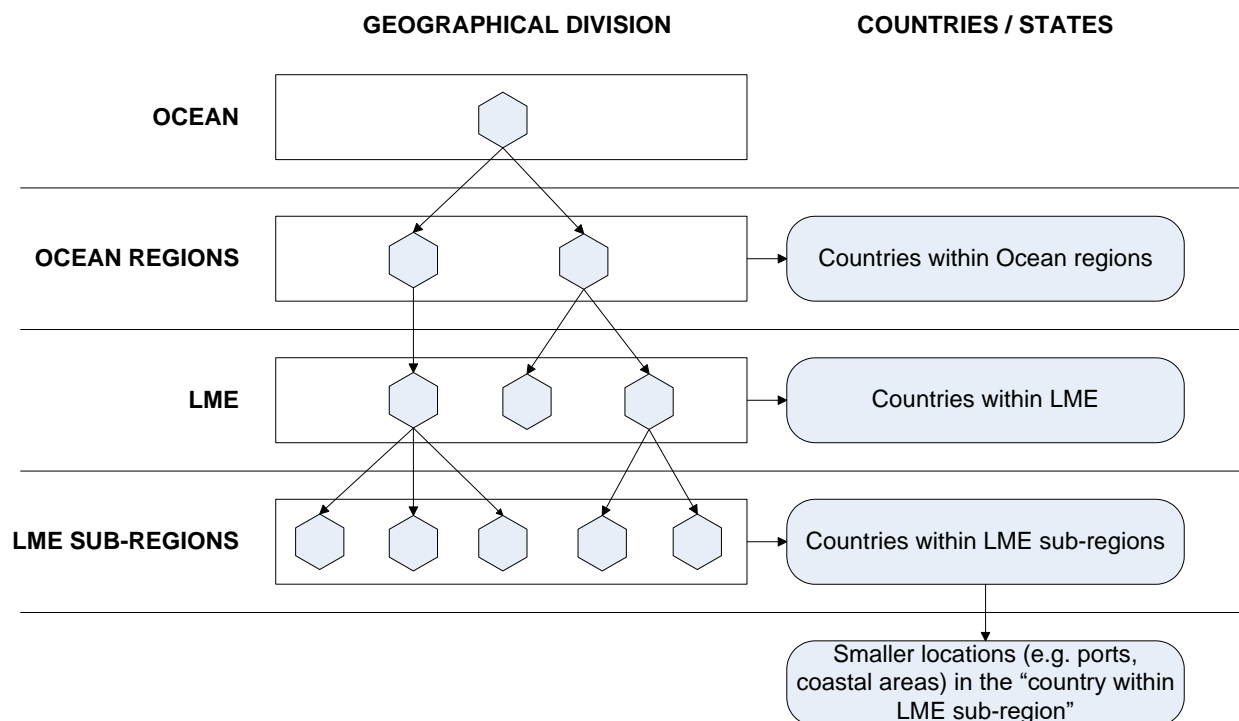 GEOGRAPHICAL DIVISION
COUNTRIES / STATES
OCEAN
OCEAN REGIONS
Countries within Ocean regions
LME
Countries within LME
LME SUB-REGIONS
Countries within LME sub-regions
Smaller locations (e.g. ports,
coastal areas) in the “country within
LME sub-region”